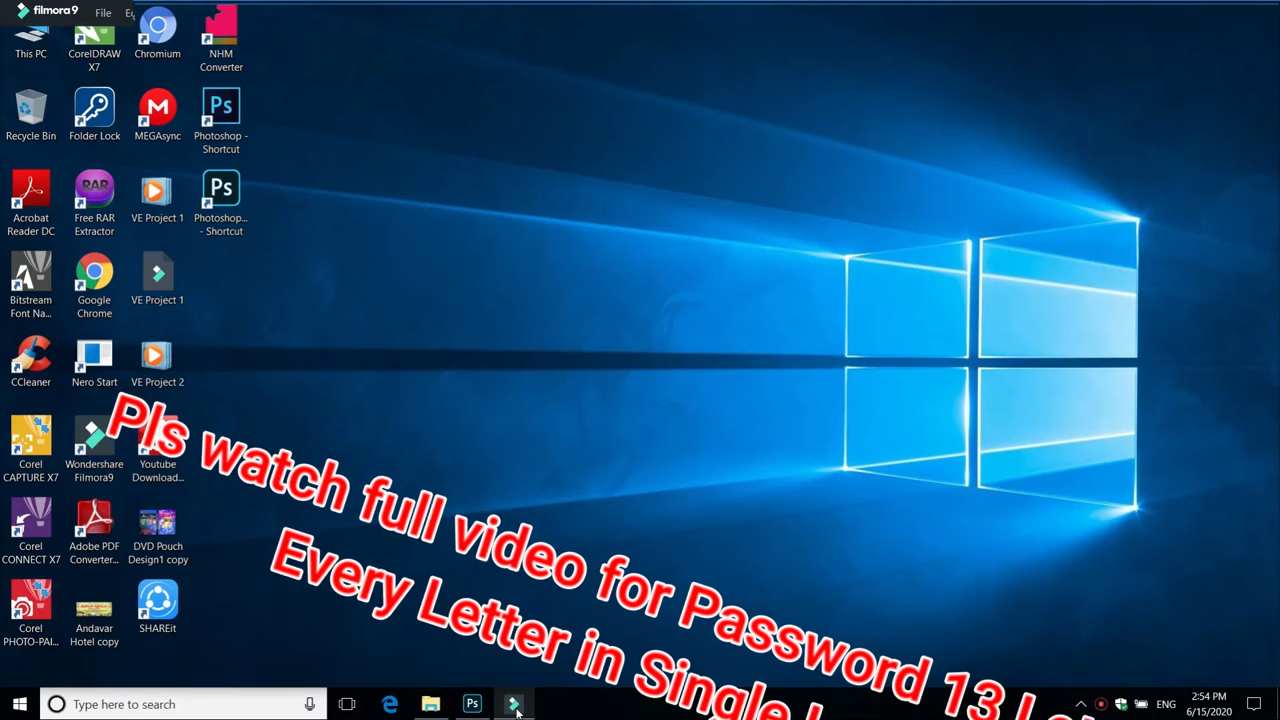 filmora9 File
This PC
CorelDRAW
X7
Chromium
NHM
Converter
Recycle Bin
Folder Lock
MEGAsync
Photoshop -
Shortcut
Acrobat
Reader DC
Free RAR
Extractor
VE Project 1
Photoshop...
- Shortcut
Bitstream
Font Na...
Google
Chrome
VE Project 1
CCleaner
Nero Start
VE Project 2
Corel
CAPTURE X7
Wondershare
Filmora9
Youtube
Download...
Corel
CONNECT X7
Adobe PDF
Converter...
DVD Pouch
Design1 copy
Corel
PHOTO-PAI...
Andavar
Hotel copy
SHAREit
Pls watch full video for Password 13
Every Letter in Single
Type here to search
ENG
2:54 PM
6/15/2020